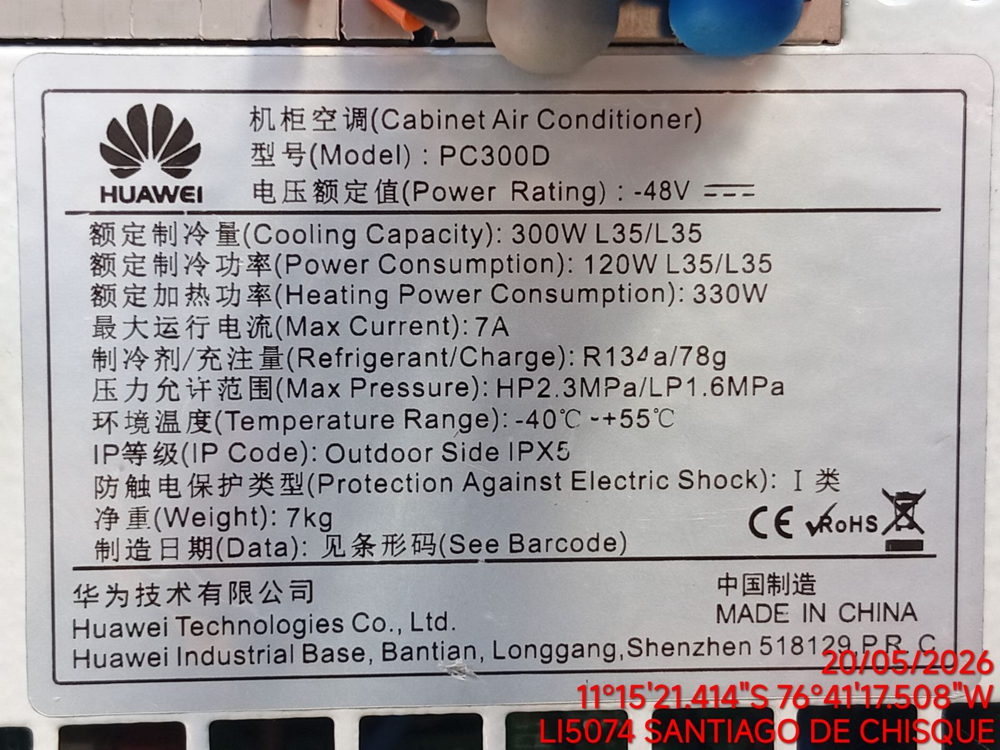 HUAWEI
机柜空调(Cabinet Air Conditioner)
型号(Model) : PC300D
电压额定值(Power Rating) : -48V
额定制冷量(Cooling Capacity): 300W L35/L35
额定制冷功率(Power Consumption): 120W L35/L35
额定加热功率(Heating Power Consumption): 330W
最大运行电流(Max Current): 7A
制冷剂/充注量(Refrigerant/Charge): R134a/78g
压力允许范围(Max Pressure): HP2.3MPa/LP1.6MPa
环境温度(Temperature Range): -40℃ -+55℃
IP等级(IP Code): Outdoor Side IPX5
防触电保护类型(Protection Against Electric Shock): I 类
净重(Weight): 7kg
CE RoHS
制造日期(Data): 见条形码(See Barcode)
华为技术有限公司
中国制造
MADE IN CHINA
Huawei Technologies Co., Ltd.
Huawei Industrial Base, Bantian, Longgang,Shenzhen 518129,P.R. C
20/05/2026
11°15'21.414"S 76°41'17.508"W
LI5074 SANTIAGO DE CHISQUE